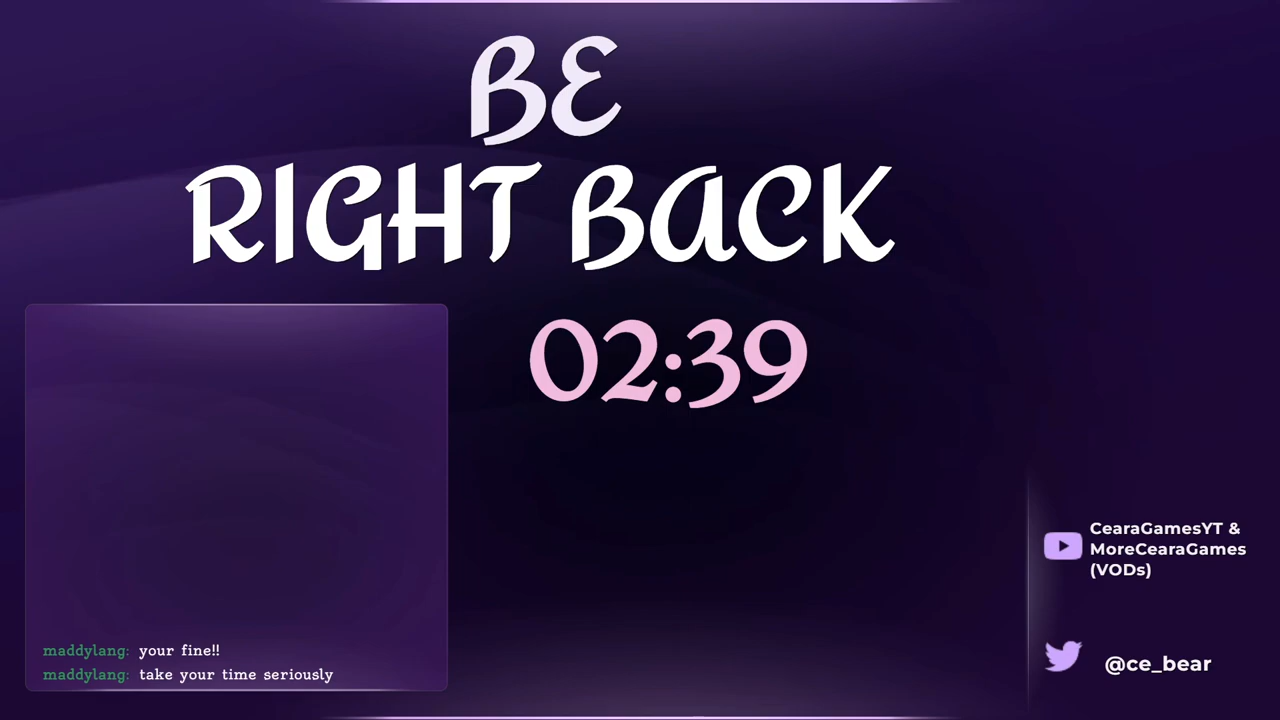 BE
RIGHT BACK
02:39
maddylang: your fine!!
maddylang: take your time seriously
CearaGamesYT &
MoreCearaGames
(VODs)
@ce_bear